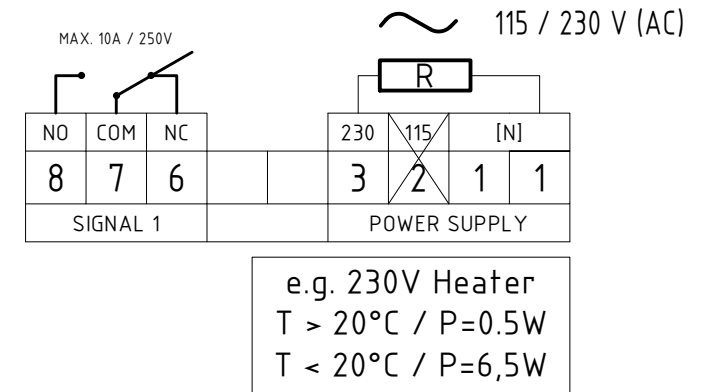 115 / 230 V (AC)
MAX. 10A / 250V
R
NO COM NC 230 115 [N]
8 7 6 3 2 1 1
SIGNAL 1 POWER SUPPLY
e.g. 230V Heater
T > 20°C / P=0.5W
T < 20°C / P=6,5W